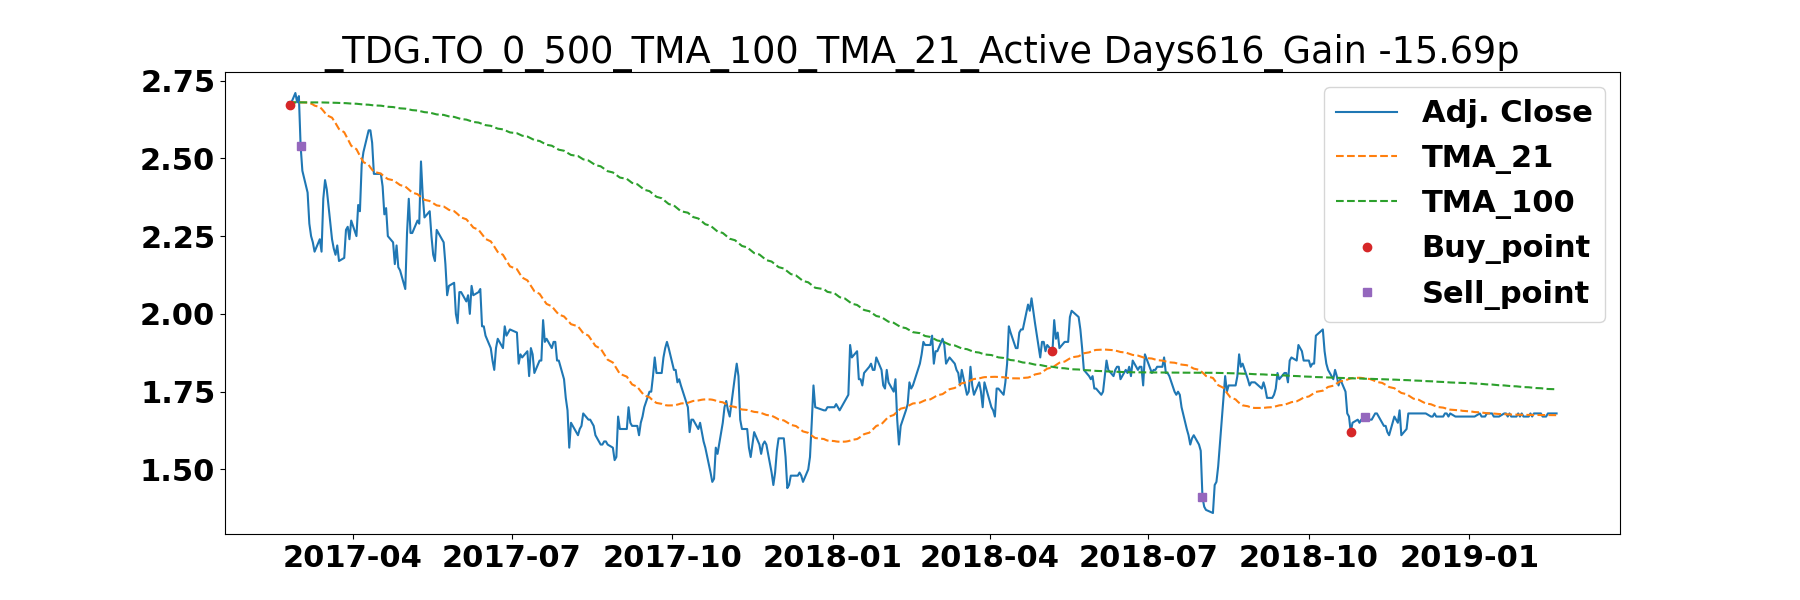 _TDG.TO_0_500_TMA_100_TMA_21_Active Days616_Gain -15.69p
2.75
2.50
2.25
2.00
1.75
1.50
2017-04 2017-07 2017-10 2018-01 2018-04 2018-07 2018-10 2019-01
Adj. Close
TMA_21
TMA_100
Buy_point
Sell_point